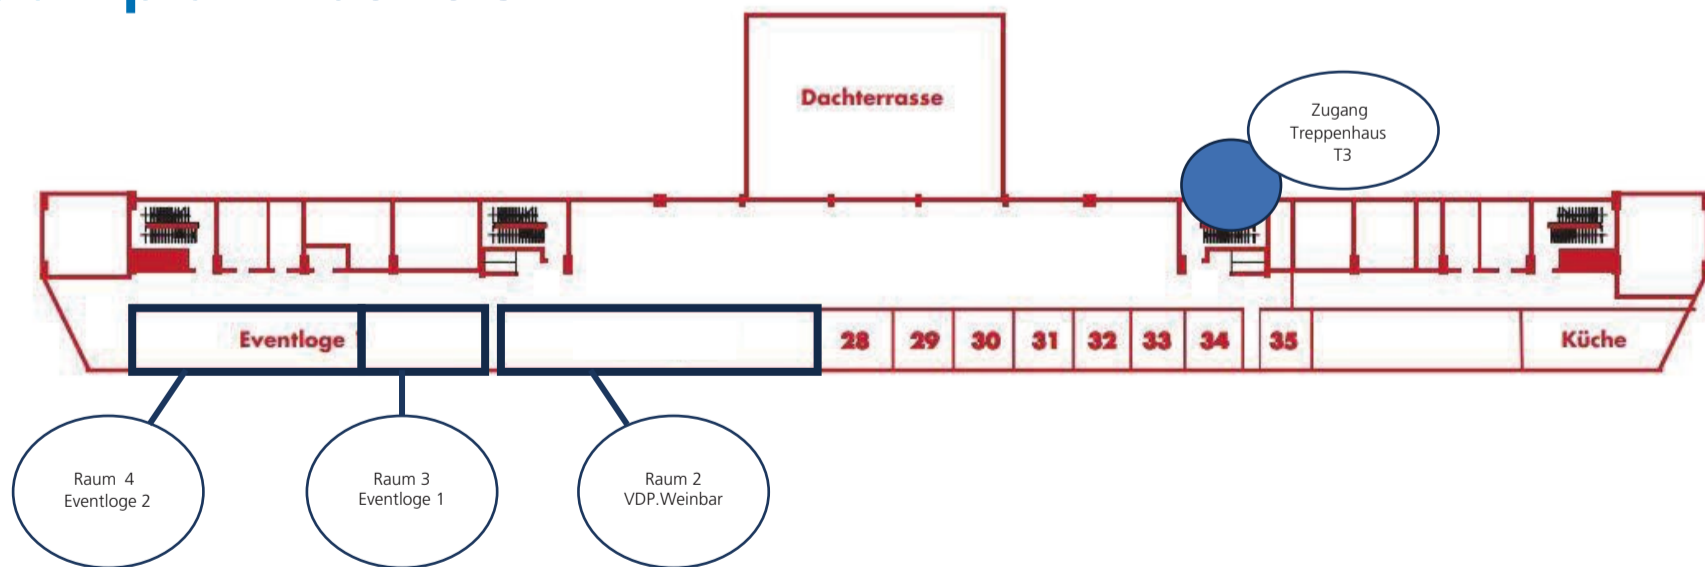 Dachterrasse
Zugang
Treppenhaus
T3
Eventloge
28
29
30
31
32
33
34
35
Küche
Raum 4
Eventloge 2
Raum 3
Eventloge 1
Raum 2
VDP.Weinbar